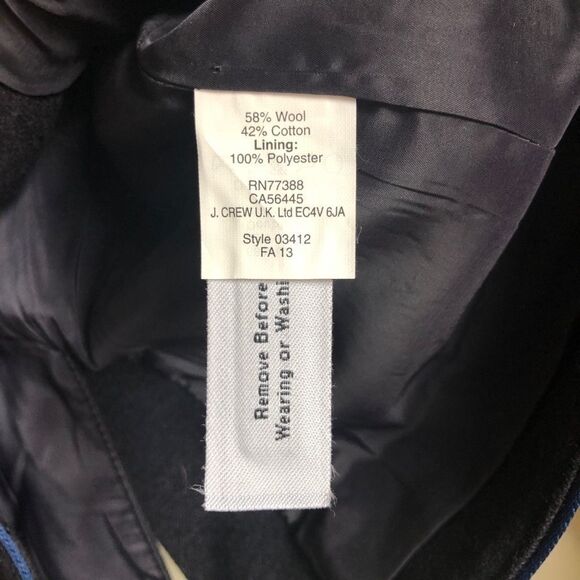 58% Wool
42% Cotton
Lining:
100% Polyester
RN77388
CA56445
J. CREW U.K. Ltd EC4V 6JA
Style 03412
FA 13
Remove Before
Wearing or Washi